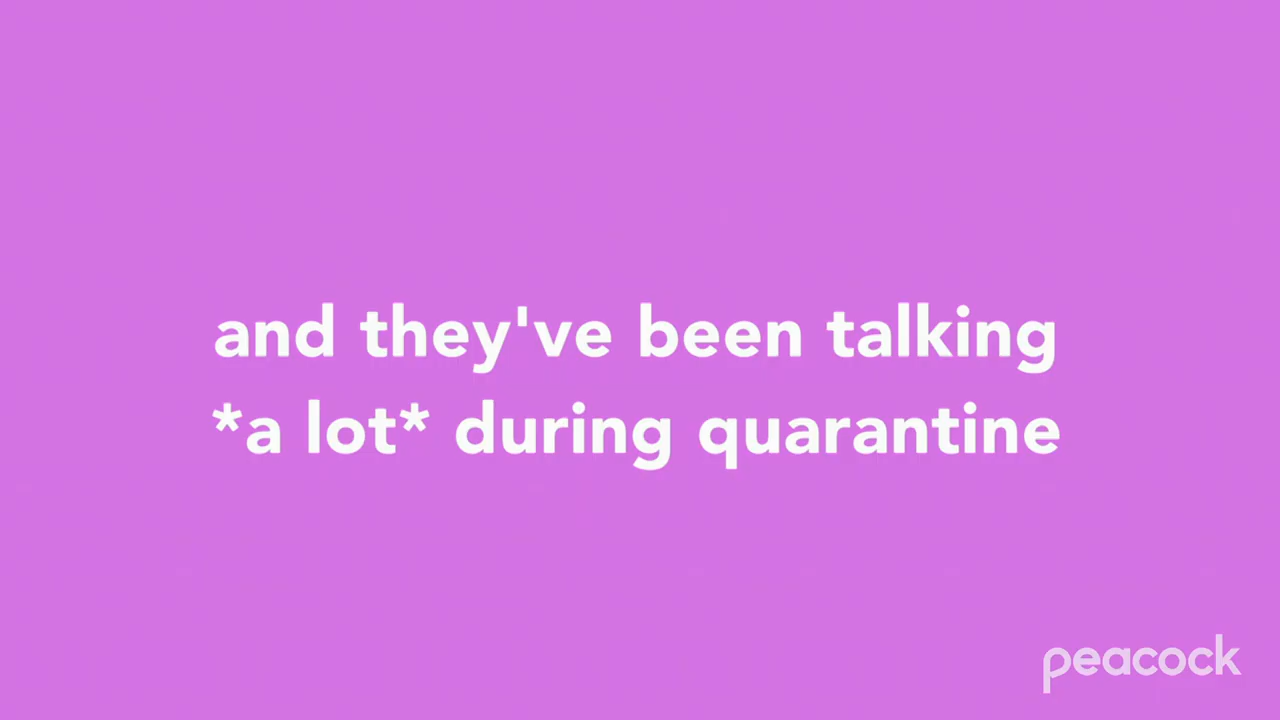 and they've been talking
*a lot* during quarantine
peacock